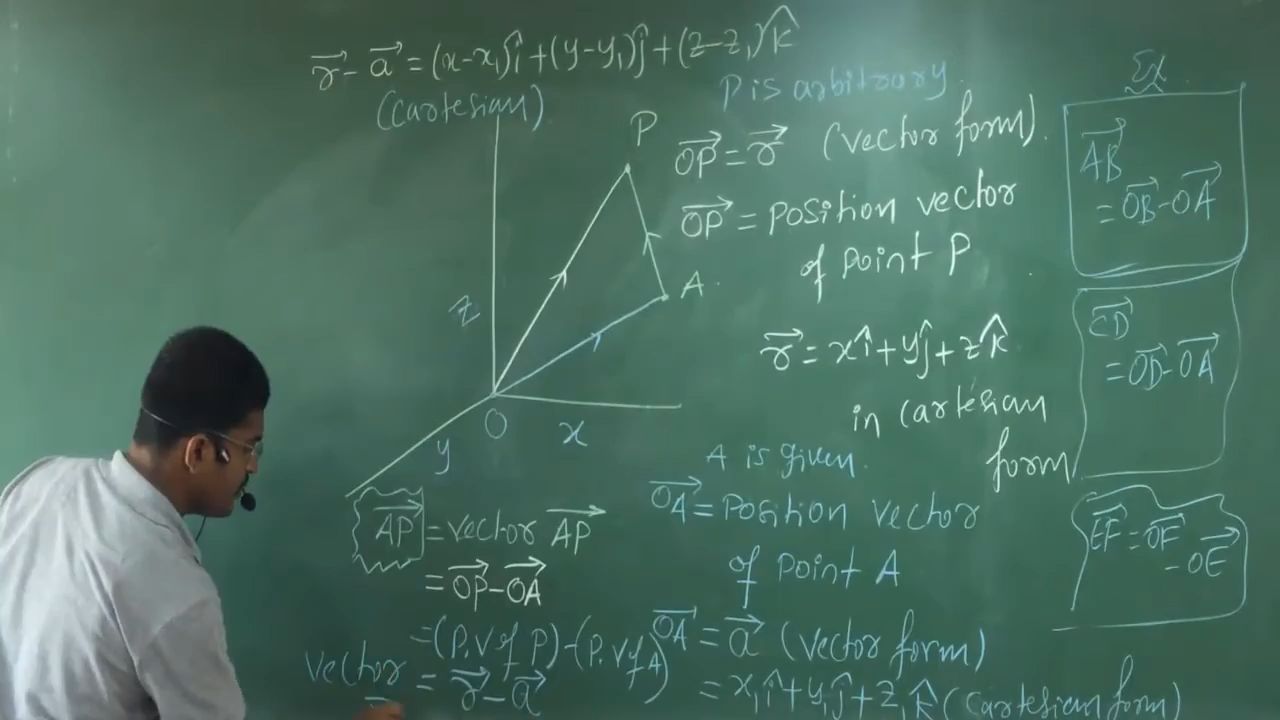 r⃗ - a⃗ = (x-x₁)î + (y-y₁)ĵ + (z-z₁)k̂
(Cartesian)
P is arbitrary.
P
OP⃗ = r⃗ (vector form).
OP⃗ = Position vector
of point P
A.
r⃗ = xî + yĵ + zk̂
in Cartesian
form
z
O
x
y
A is given.
OA⃗ = Position vector
of point A
OA⃗ = a⃗ (vector form)
= x₁î + y₁ĵ + z₁k̂ (Cartesian form)
AP⃗ = vector AP⃗
= OP⃗ - OA⃗
= (P.V of P) - (P.V of A)
vector = r⃗ - a⃗
Ex.
AB⃗
= OB⃗ - OA⃗
CD⃗
= OD⃗ - OA⃗
EF⃗ = OF⃗
- OE⃗